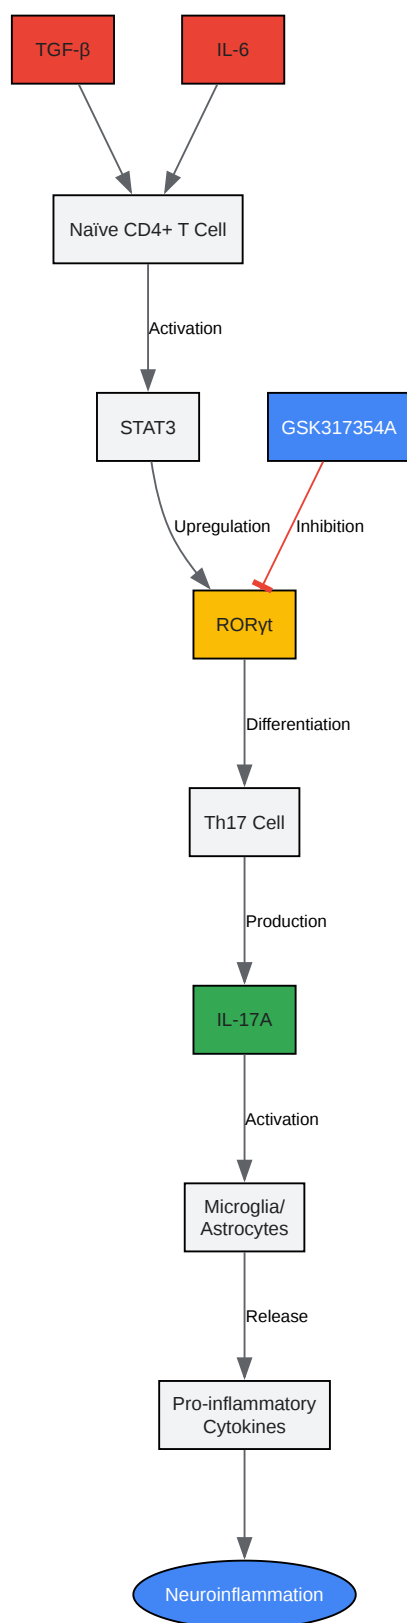 TGF-β
IL-6
Naïve CD4+ T Cell
Activation
STAT3
GSK317354A
Upregulation
Inhibition
RORγt
Differentiation
Th17 Cell
Production
IL-17A
Activation
Microglia/
Astrocytes
Release
Pro-inflammatory
Cytokines
Neuroinflammation